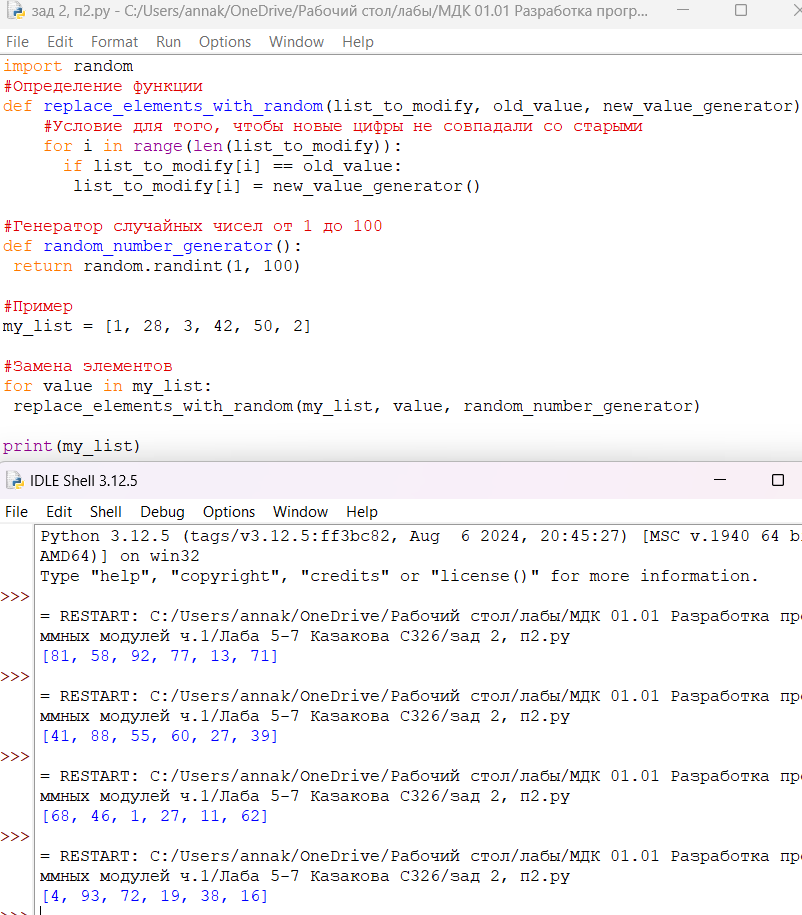 зад 2, п2.py - C:/Users/annak/OneDrive/Рабочий стол/лабы/МДК 01.01 Разработка прогр...
File Edit Format Run Options Window Help
import random
#Определение функции
def replace_elements_with_random(list_to_modify, old_value, new_value_generator)
    #Условие для того, чтобы новые цифры не совпадали со старыми
    for i in range(len(list_to_modify)):
      if list_to_modify[i] == old_value:
       list_to_modify[i] = new_value_generator()
#Генератор случайных чисел от 1 до 100
def random_number_generator():
 return random.randint(1, 100)
#Пример
my_list = [1, 28, 3, 42, 50, 2]
#Замена элементов
for value in my_list:
 replace_elements_with_random(my_list, value, random_number_generator)
print(my_list)
IDLE Shell 3.12.5
File Edit Shell Debug Options Window Help
Python 3.12.5 (tags/v3.12.5:ff3bc82, Aug  6 2024, 20:45:27) [MSC v.1940 64 b
AMD64)] on win32
Type "help", "copyright", "credits" or "license()" for more information.
>>>
= RESTART: C:/Users/annak/OneDrive/Рабочий стол/лабы/МДК 01.01 Разработка про
ммных модулей ч.1/Лаба 5-7 Казакова С326/зад 2, п2.py
[81, 58, 92, 77, 13, 71]
>>>
= RESTART: C:/Users/annak/OneDrive/Рабочий стол/лабы/МДК 01.01 Разработка про
ммных модулей ч.1/Лаба 5-7 Казакова С326/зад 2, п2.py
[41, 88, 55, 60, 27, 39]
>>>
= RESTART: C:/Users/annak/OneDrive/Рабочий стол/лабы/МДК 01.01 Разработка про
ммных модулей ч.1/Лаба 5-7 Казакова С326/зад 2, п2.py
[68, 46, 1, 27, 11, 62]
>>>
= RESTART: C:/Users/annak/OneDrive/Рабочий стол/лабы/МДК 01.01 Разработка про
ммных модулей ч.1/Лаба 5-7 Казакова С326/зад 2, п2.py
[4, 93, 72, 19, 38, 16]
>>>